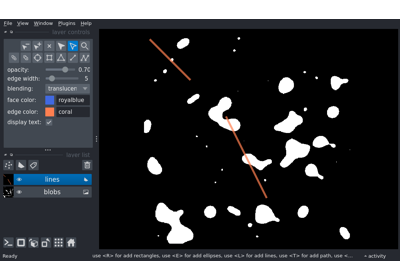 File View Window Plugins Help
layer controls
opacity: 0.70
edge width: 5
blending: translucen
face color: royalblue
edge color: coral
display text:
layer list
lines
blobs
Ready use <R> for add rectangles, use <E> for add ellipses, use <L> for add lines, use <T> for add path, use <... activity